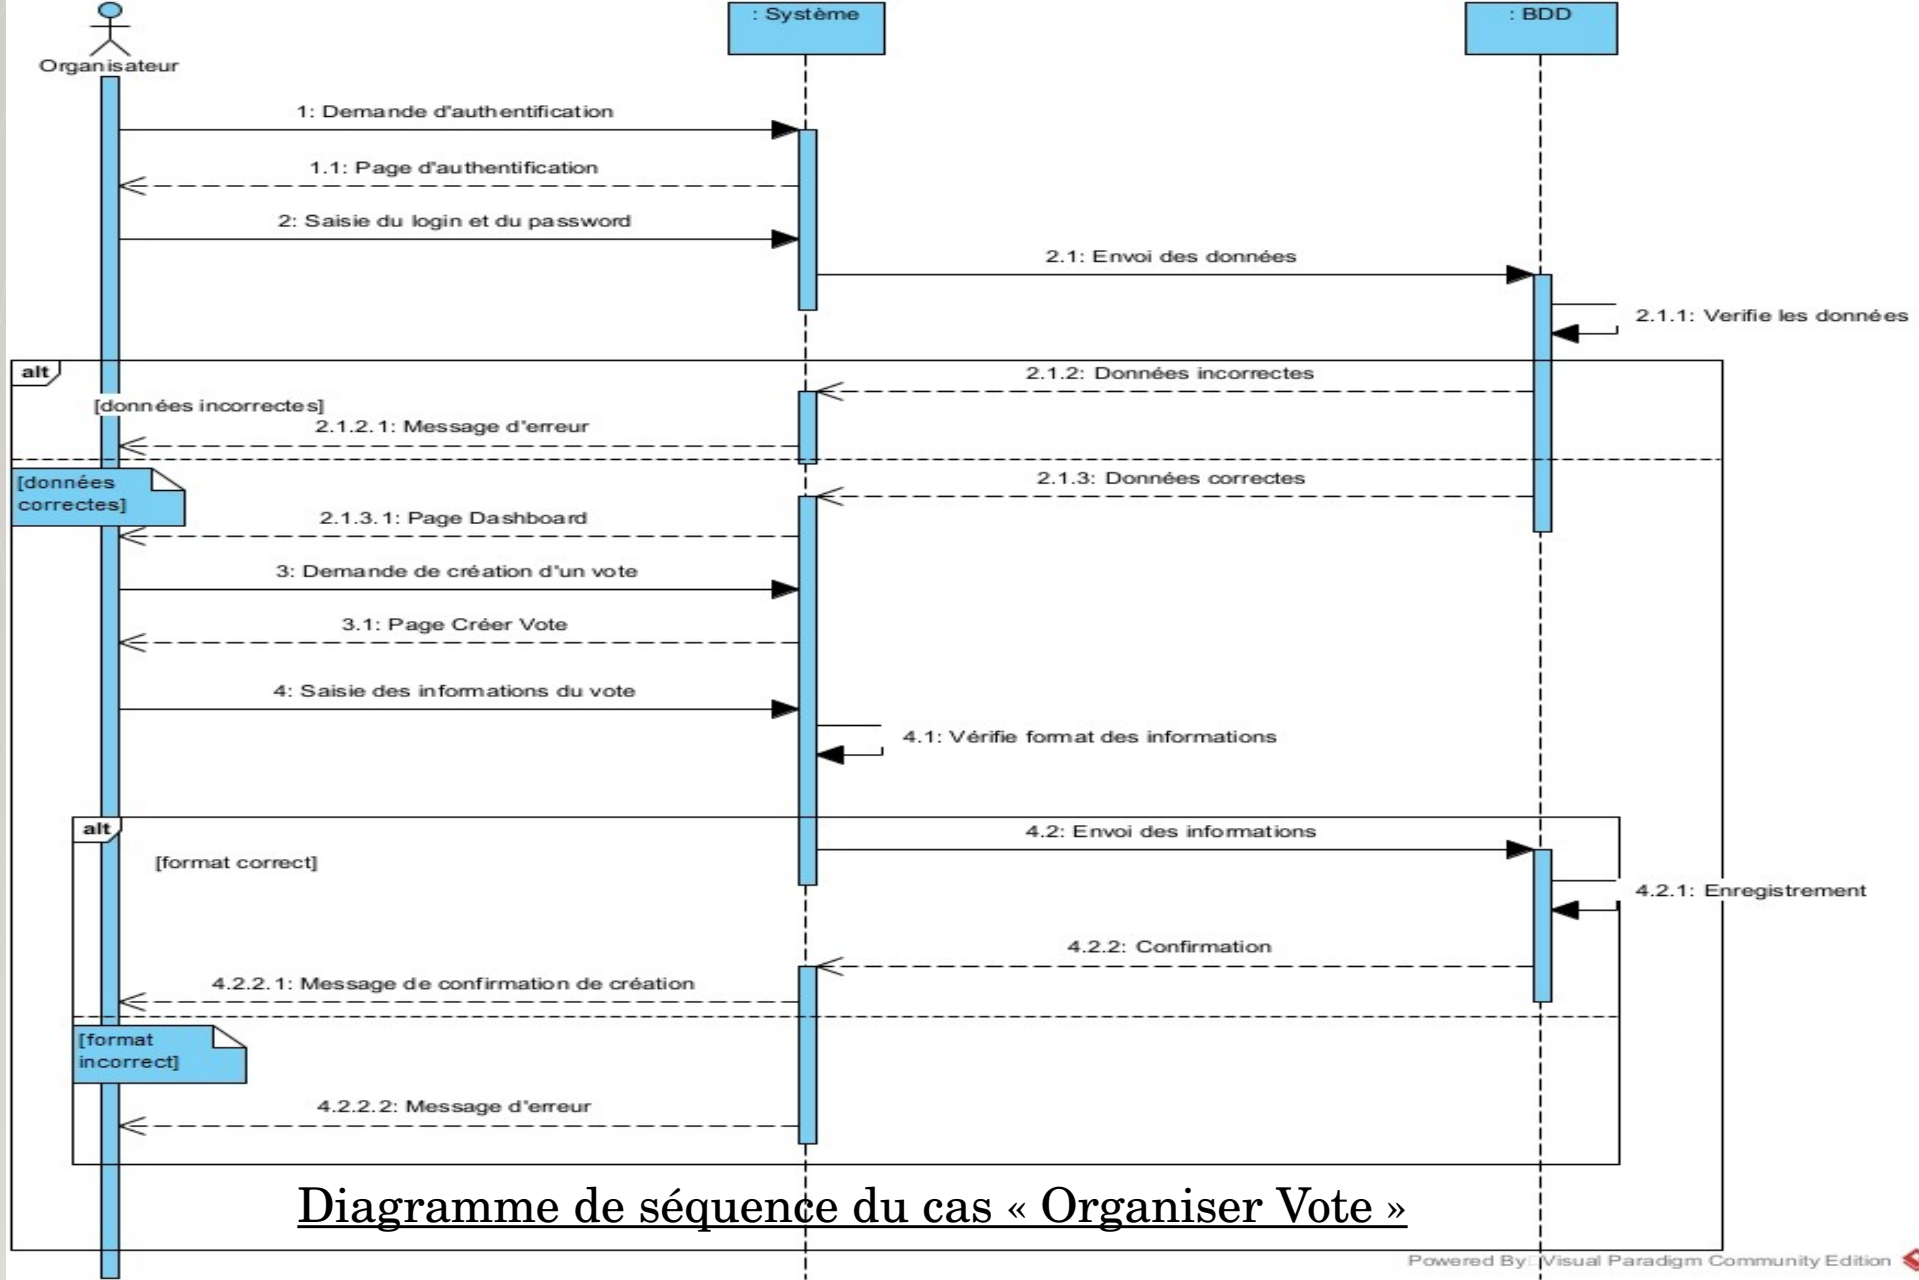 : Système
: BDD
Organisateur
1: Demande d'authentification
1.1: Page d'authentification
2: Saisie du login et du password
2.1: Envoi des données
2.1.1: Verifie les données
alt
2.1.2: Données incorrectes
[données incorrectes]
2.1.2.1: Message d'erreur
[données
correctes]
2.1.3: Données correctes
2.1.3.1: Page Dashboard
3: Demande de création d'un vote
3.1: Page Créer Vote
4: Saisie des informations du vote
4.1: Vérifie format des informations
alt
4.2: Envoi des informations
[format correct]
4.2.1: Enregistrement
4.2.2: Confirmation
4.2.2.1: Message de confirmation de création
[format
incorrect]
4.2.2.2: Message d'erreur
Diagramme de séquence du cas « Organiser Vote »
Powered By Visual Paradigm Community Edition